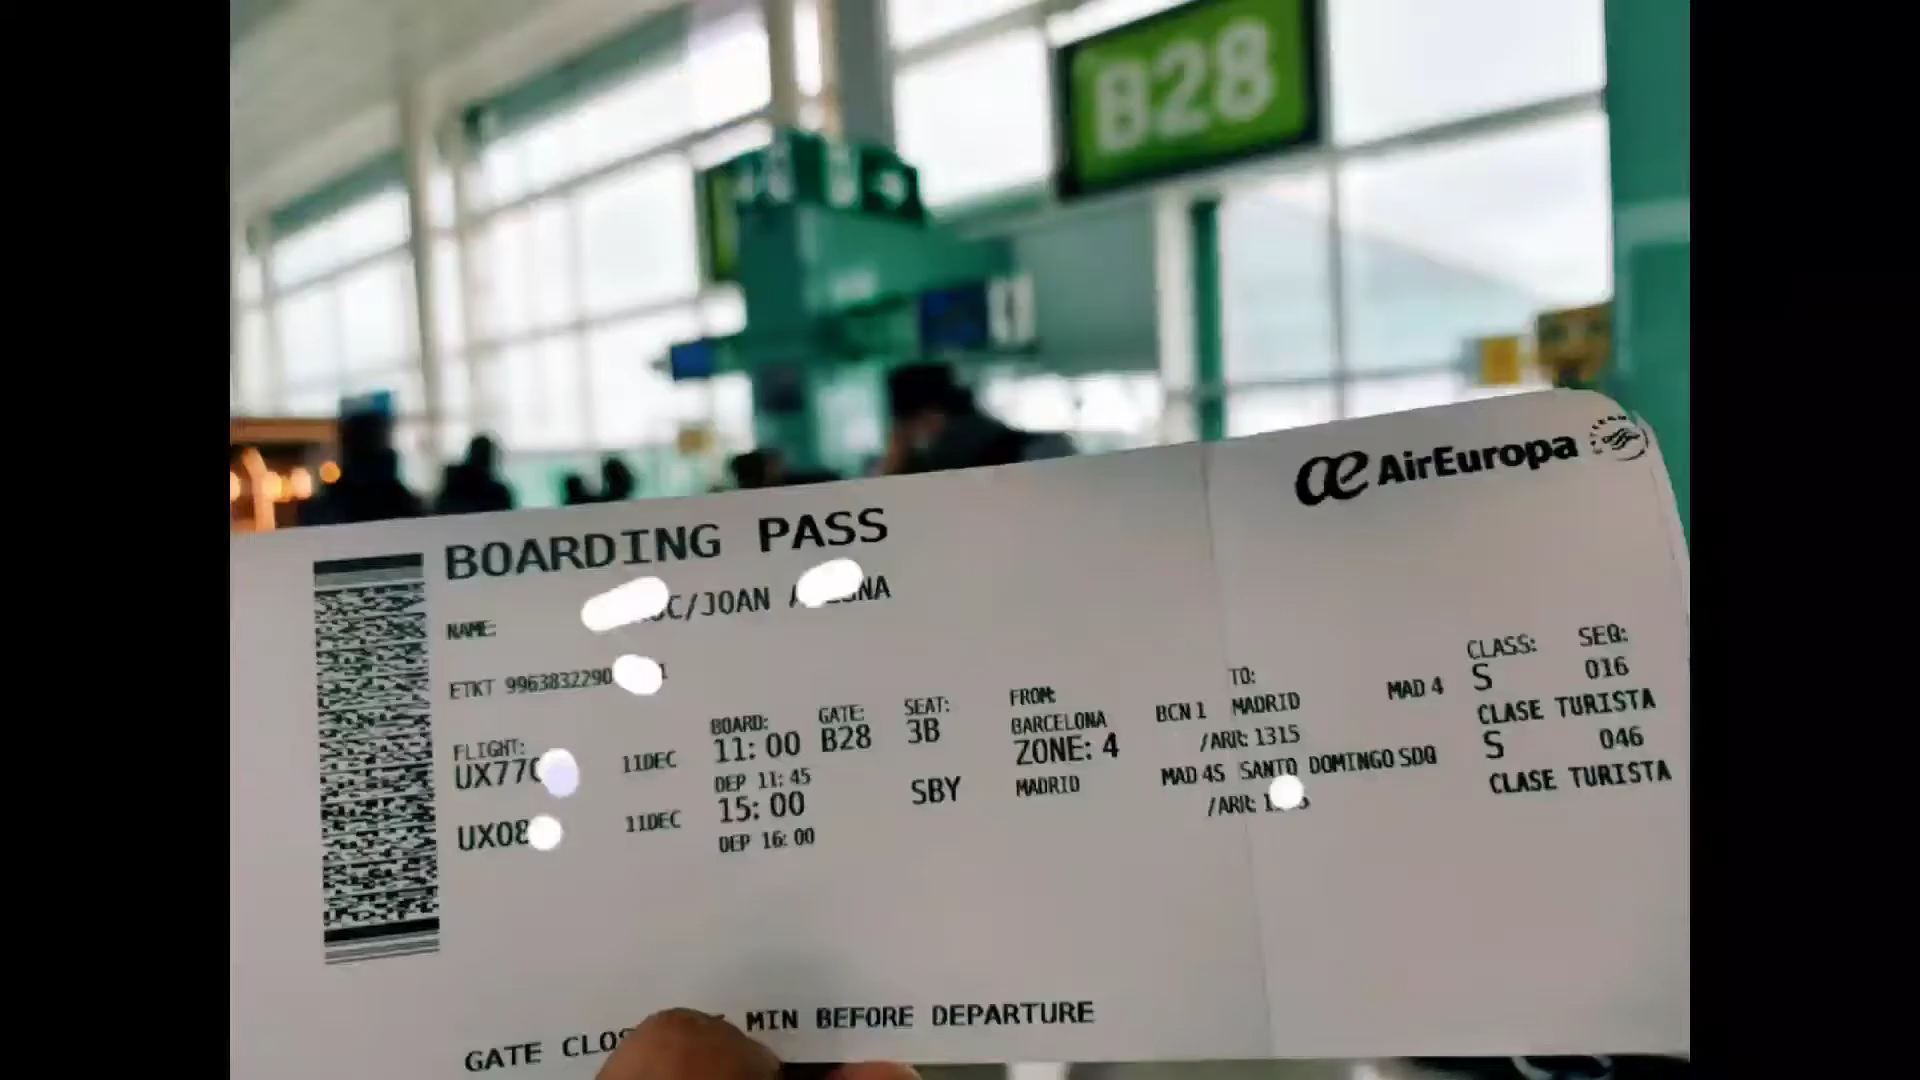 B28
AirEuropa
BOARDING PASS
NAME: C/JOAN
ETKT 9963832290
FLIGHT: BOARD: GATE: SEAT: FROM: TO: CLASS: SEQ:
UX77 11DEC 11:00 B28 3B BARCELONA BCN 1 MADRID MAD 4 S 016
DEP 11:45 ZONE: 4 /ARR: 1315 CLASE TURISTA
UX08 11DEC 15:00 SBY MADRID MAD 4S SANTO DOMINGO SDQ S 046
DEP 16:00 /ARR: CLASE TURISTA
GATE MIN BEFORE DEPARTURE